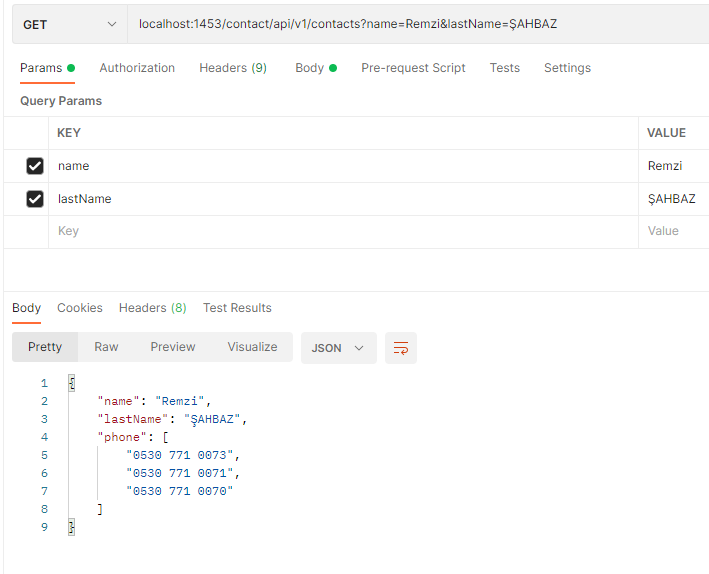 GET localhost:1453/contact/api/v1/contacts?name=Remzi&lastName=ŞAHBAZ
Params Authorization Headers (9) Body Pre-request Script Tests Settings
Query Params
KEY VALUE
name Remzi
lastName ŞAHBAZ
Key Value
Body Cookies Headers (8) Test Results
Pretty Raw Preview Visualize JSON
1 {
2 "name": "Remzi",
3 "lastName": "ŞAHBAZ",
4 "phone": [
5 "0530 771 0073",
6 "0530 771 0071",
7 "0530 771 0070"
8 ]
9 }